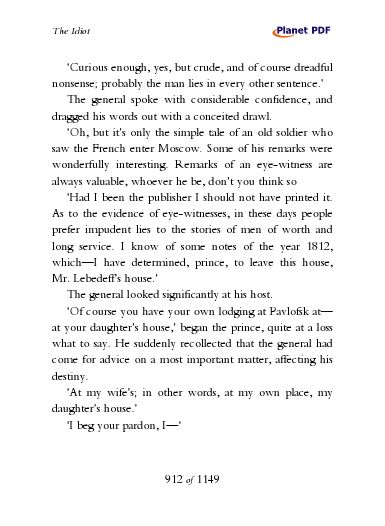 The Idiot
Planet PDF
‘Curious enough, yes, but crude, and of course dreadful
nonsense; probably the man lies in every other sentence.’
The general spoke with considerable confidence, and
dragged his words out with a conceited drawl.
‘Oh, but it’s only the simple tale of an old soldier who
saw the French enter Moscow. Some of his remarks were
wonderfully interesting. Remarks of an eye-witness are
always valuable, whoever he be, don’t you think so
‘Had I been the publisher I should not have printed it.
As to the evidence of eye-witnesses, in these days people
prefer impudent lies to the stories of men of worth and
long service. I know of some notes of the year 1812,
which—I have determined, prince, to leave this house,
Mr. Lebedeff’s house.’
The general looked significantly at his host.
‘Of course you have your own lodging at Pavlofsk at—
at your daughter’s house,’ began the prince, quite at a loss
what to say. He suddenly recollected that the general had
come for advice on a most important matter, affecting his
destiny.
‘At my wife’s; in other words, at my own place, my
daughter’s house.’
‘I beg your pardon, I—‘
912 of 1149